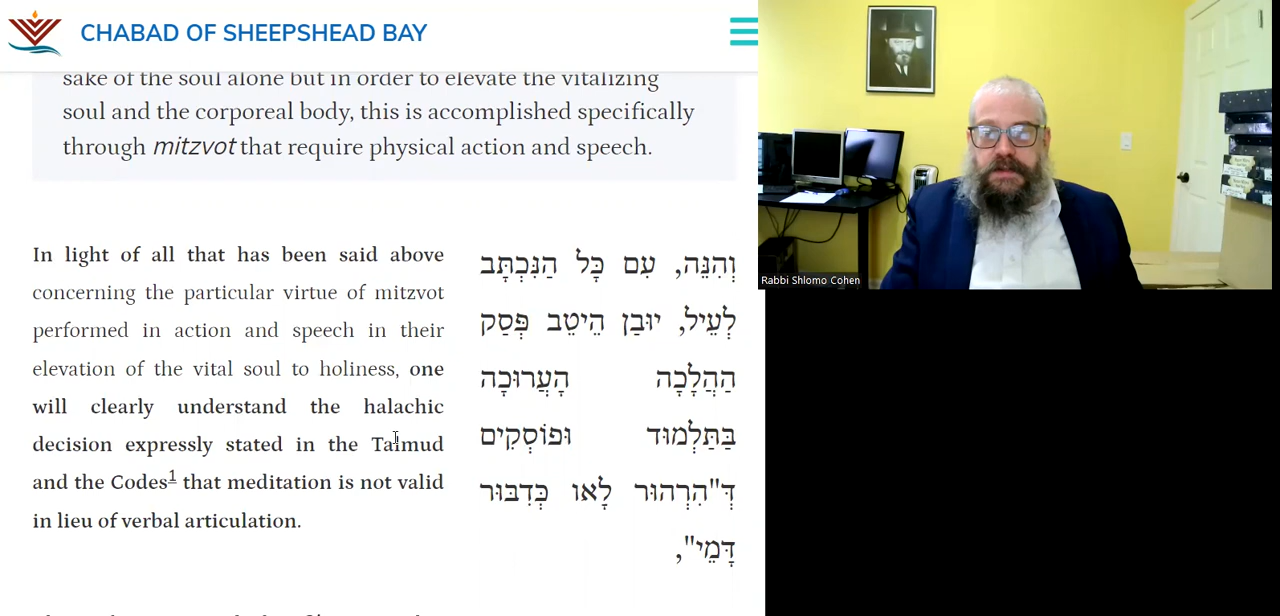 CHABAD OF SHEEPSHEAD BAY
sake of the soul alone but in order to elevate the vitalizing
soul and the corporeal body, this is accomplished specifically
through mitzvot that require physical action and speech.
In light of all that has been said above
concerning the particular virtue of mitzvot
performed in action and speech in their
elevation of the vital soul to holiness, one
will clearly understand the halachic
decision expressly stated in the Talmud
and the Codes1 that meditation is not valid
in lieu of verbal articulation.
וְהִנֵּה, עִם כָּל הַנִּכְתָּב
לְעֵיל, יוּבַן הֵיטֵב פְּסַק
הַהֲלָכָה הָעֲרוּכָה
בַּתַּלְמוּד וּפוֹסְקִים
דְּ"הִרְהוּר לָאו כְּדִבּוּר
דָּמֵי",
Rabbi Shlomo Cohen